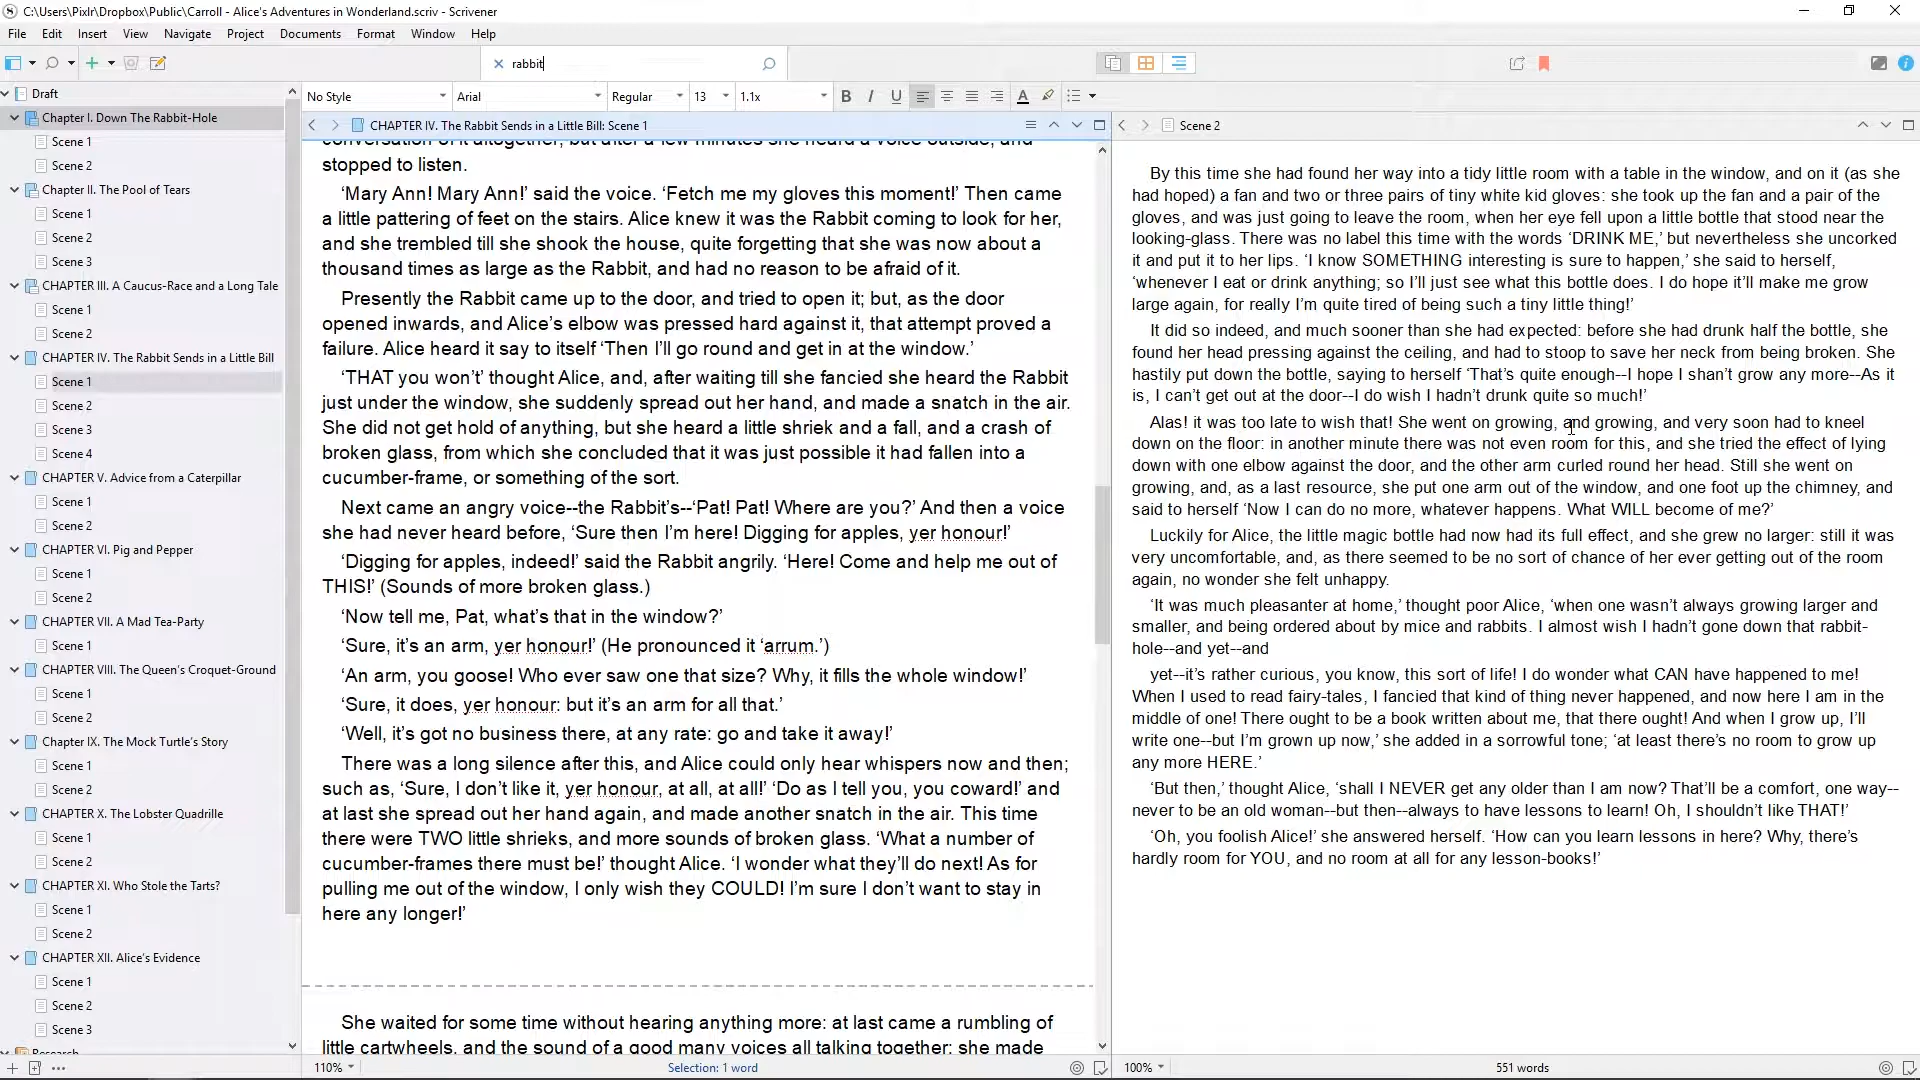 C:\Users\Pixlr\Dropbox\Public\Carroll - Alice's Adventures in Wonderland.scriv - Scrivener
File Edit Insert View Navigate Project Documents Format Window Help
rabbit
No Style Arial Regular 13 1.1x B I U A
Draft
Chapter I. Down The Rabbit-Hole
Scene 1
Scene 2
Chapter II. The Pool of Tears
Scene 1
Scene 2
Scene 3
CHAPTER III. A Caucus-Race and a Long Tale
Scene 1
Scene 2
CHAPTER IV. The Rabbit Sends in a Little Bill
Scene 1
Scene 2
Scene 3
Scene 4
CHAPTER V. Advice from a Caterpillar
Scene 1
Scene 2
CHAPTER VI. Pig and Pepper
Scene 1
Scene 2
CHAPTER VII. A Mad Tea-Party
Scene 1
CHAPTER VIII. The Queen's Croquet-Ground
Scene 1
Scene 2
Chapter IX. The Mock Turtle's Story
Scene 1
Scene 2
CHAPTER X. The Lobster Quadrille
Scene 1
Scene 2
CHAPTER XI. Who Stole the Tarts?
Scene 1
Scene 2
CHAPTER XII. Alice's Evidence
Scene 1
Scene 2
Scene 3
Research
CHAPTER IV. The Rabbit Sends in a Little Bill: Scene 1
conversation of it altogether, but after a few minutes she heard a voice outside, and
stopped to listen.
‘Mary Ann! Mary Ann!’ said the voice. ‘Fetch me my gloves this moment!’ Then came
a little pattering of feet on the stairs. Alice knew it was the Rabbit coming to look for her,
and she trembled till she shook the house, quite forgetting that she was now about a
thousand times as large as the Rabbit, and had no reason to be afraid of it.
Presently the Rabbit came up to the door, and tried to open it; but, as the door
opened inwards, and Alice’s elbow was pressed hard against it, that attempt proved a
failure. Alice heard it say to itself ‘Then I’ll go round and get in at the window.’
‘THAT you won’t’ thought Alice, and, after waiting till she fancied she heard the Rabbit
just under the window, she suddenly spread out her hand, and made a snatch in the air.
She did not get hold of anything, but she heard a little shriek and a fall, and a crash of
broken glass, from which she concluded that it was just possible it had fallen into a
cucumber-frame, or something of the sort.
Next came an angry voice--the Rabbit’s--‘Pat! Pat! Where are you?’ And then a voice
she had never heard before, ‘Sure then I’m here! Digging for apples, yer honour!’
‘Digging for apples, indeed!’ said the Rabbit angrily. ‘Here! Come and help me out of
THIS!’ (Sounds of more broken glass.)
‘Now tell me, Pat, what’s that in the window?’
‘Sure, it’s an arm, yer honour!’ (He pronounced it ‘arrum.’)
‘An arm, you goose! Who ever saw one that size? Why, it fills the whole window!’
‘Sure, it does, yer honour: but it’s an arm for all that.’
‘Well, it’s got no business there, at any rate: go and take it away!’
There was a long silence after this, and Alice could only hear whispers now and then;
such as, ‘Sure, I don’t like it, yer honour, at all, at all!’ ‘Do as I tell you, you coward!’ and
at last she spread out her hand again, and made another snatch in the air. This time
there were TWO little shrieks, and more sounds of broken glass. ‘What a number of
cucumber-frames there must be!’ thought Alice. ‘I wonder what they’ll do next! As for
pulling me out of the window, I only wish they COULD! I’m sure I don’t want to stay in
here any longer!’
She waited for some time without hearing anything more: at last came a rumbling of
little cartwheels, and the sound of a good many voices all talking together: she made
110% Selection: 1 word
Scene 2
By this time she had found her way into a tidy little room with a table in the window, and on it (as she
had hoped) a fan and two or three pairs of tiny white kid gloves: she took up the fan and a pair of the
gloves, and was just going to leave the room, when her eye fell upon a little bottle that stood near the
looking-glass. There was no label this time with the words ‘DRINK ME,’ but nevertheless she uncorked
it and put it to her lips. ‘I know SOMETHING interesting is sure to happen,’ she said to herself,
‘whenever I eat or drink anything; so I’ll just see what this bottle does. I do hope it’ll make me grow
large again, for really I’m quite tired of being such a tiny little thing!’
It did so indeed, and much sooner than she had expected: before she had drunk half the bottle, she
found her head pressing against the ceiling, and had to stoop to save her neck from being broken. She
hastily put down the bottle, saying to herself ‘That’s quite enough--I hope I shan’t grow any more--As it
is, I can’t get out at the door--I do wish I hadn’t drunk quite so much!’
Alas! it was too late to wish that! She went on growing, and growing, and very soon had to kneel
down on the floor: in another minute there was not even room for this, and she tried the effect of lying
down with one elbow against the door, and the other arm curled round her head. Still she went on
growing, and, as a last resource, she put one arm out of the window, and one foot up the chimney, and
said to herself ‘Now I can do no more, whatever happens. What WILL become of me?’
Luckily for Alice, the little magic bottle had now had its full effect, and she grew no larger: still it was
very uncomfortable, and, as there seemed to be no sort of chance of her ever getting out of the room
again, no wonder she felt unhappy.
‘It was much pleasanter at home,’ thought poor Alice, ‘when one wasn’t always growing larger and
smaller, and being ordered about by mice and rabbits. I almost wish I hadn’t gone down that rabbit-
hole--and yet--and
yet--it’s rather curious, you know, this sort of life! I do wonder what CAN have happened to me!
When I used to read fairy-tales, I fancied that kind of thing never happened, and now here I am in the
middle of one! There ought to be a book written about me, that there ought! And when I grow up, I’ll
write one--but I’m grown up now,’ she added in a sorrowful tone; ‘at least there’s no room to grow up
any more HERE.’
‘But then,’ thought Alice, ‘shall I NEVER get any older than I am now? That’ll be a comfort, one way--
never to be an old woman--but then--always to have lessons to learn! Oh, I shouldn’t like THAT!’
‘Oh, you foolish Alice!’ she answered herself. ‘How can you learn lessons in here? Why, there’s
hardly room for YOU, and no room at all for any lesson-books!’
100% 551 words